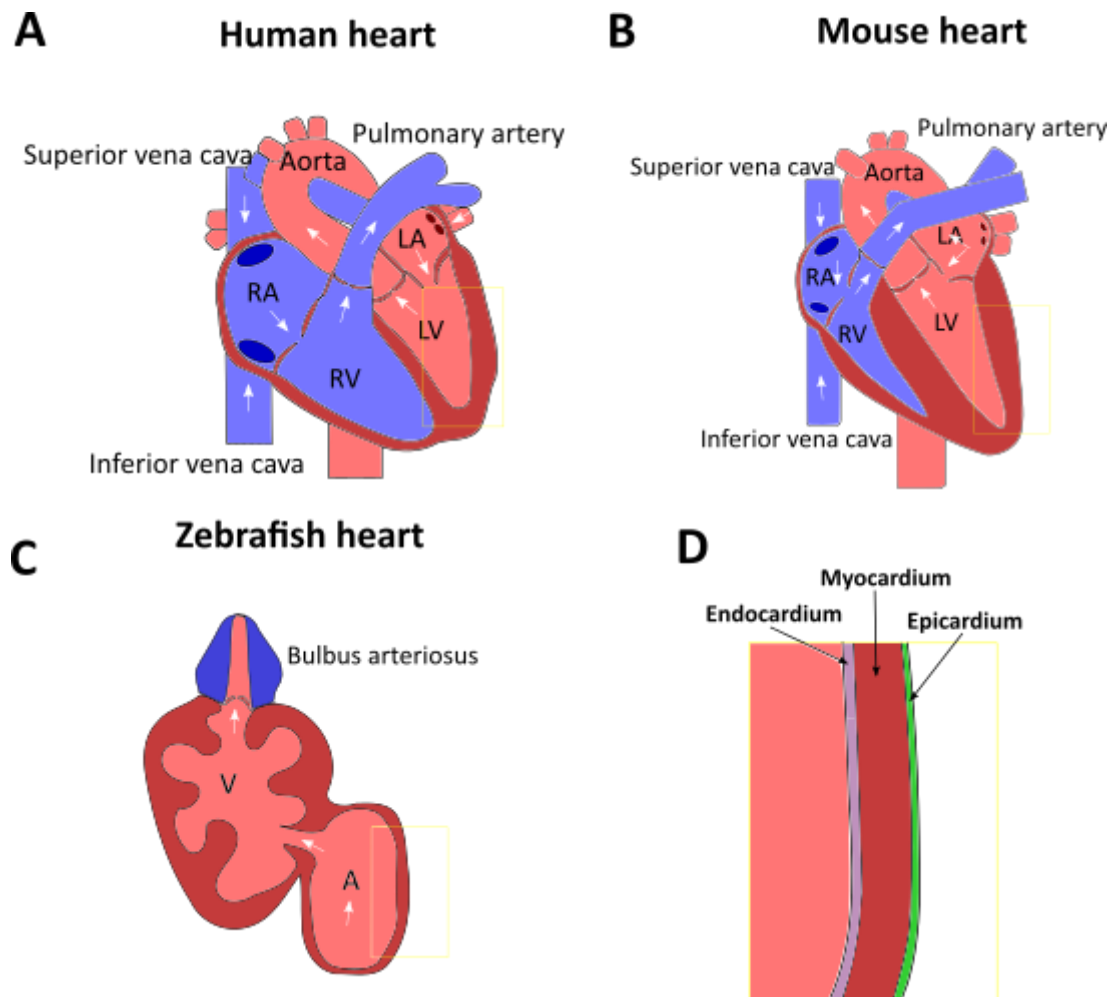 A
Human heart
Superior vena cava
Aorta
Pulmonary artery
LA
RA
LV
RV
Inferior vena cava
B
Mouse heart
Pulmonary artery
Superior vena cava
Aorta
LA
RA
LV
RV
Inferior vena cava
C
Zebrafish heart
Bulbus arteriosus
V
A
D
Myocardium
Endocardium
Epicardium